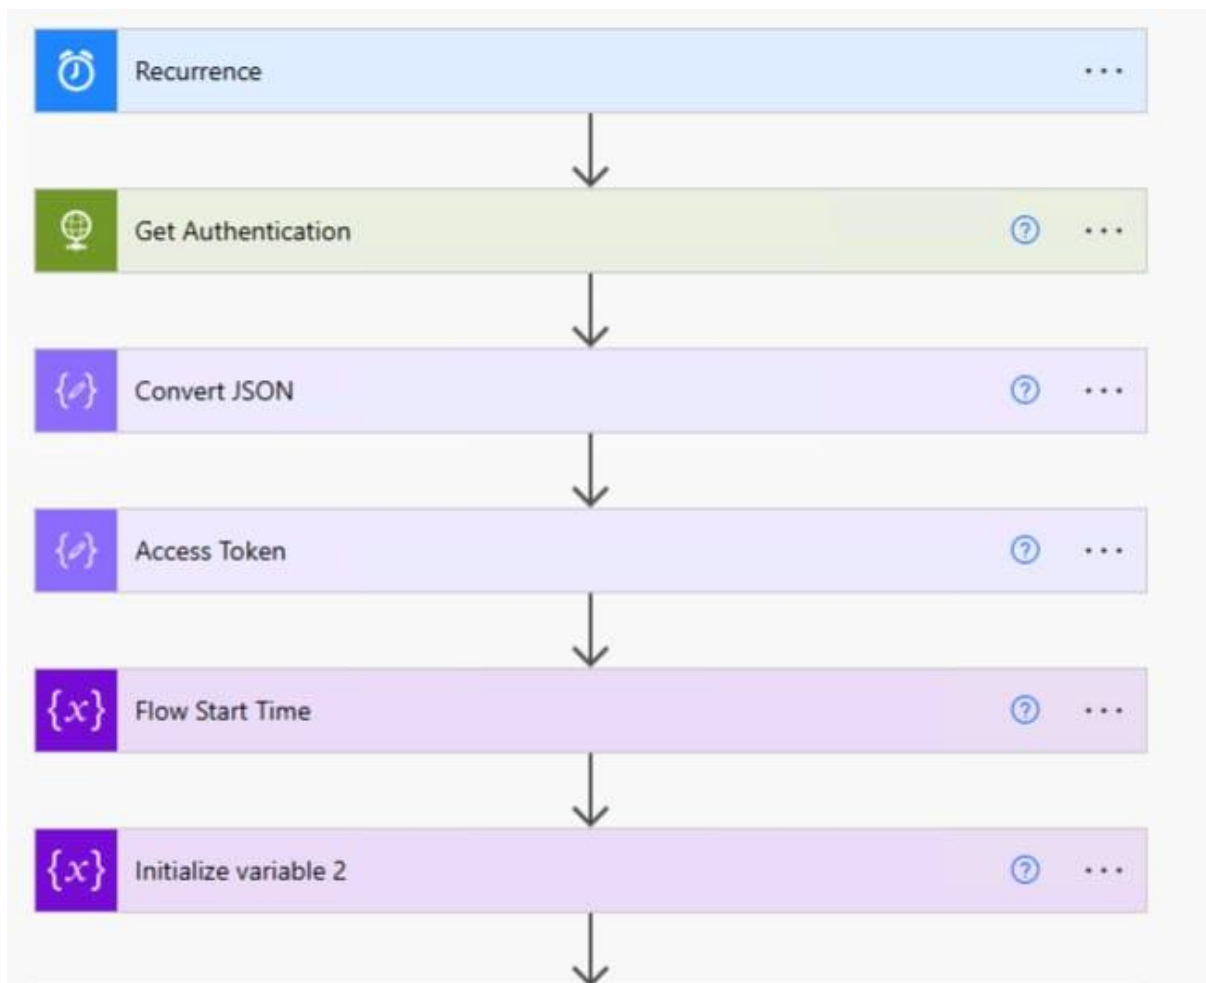 Recurrence
Get Authentication
Convert JSON
Access Token
{x} Flow Start Time
{x} Initialize variable 2